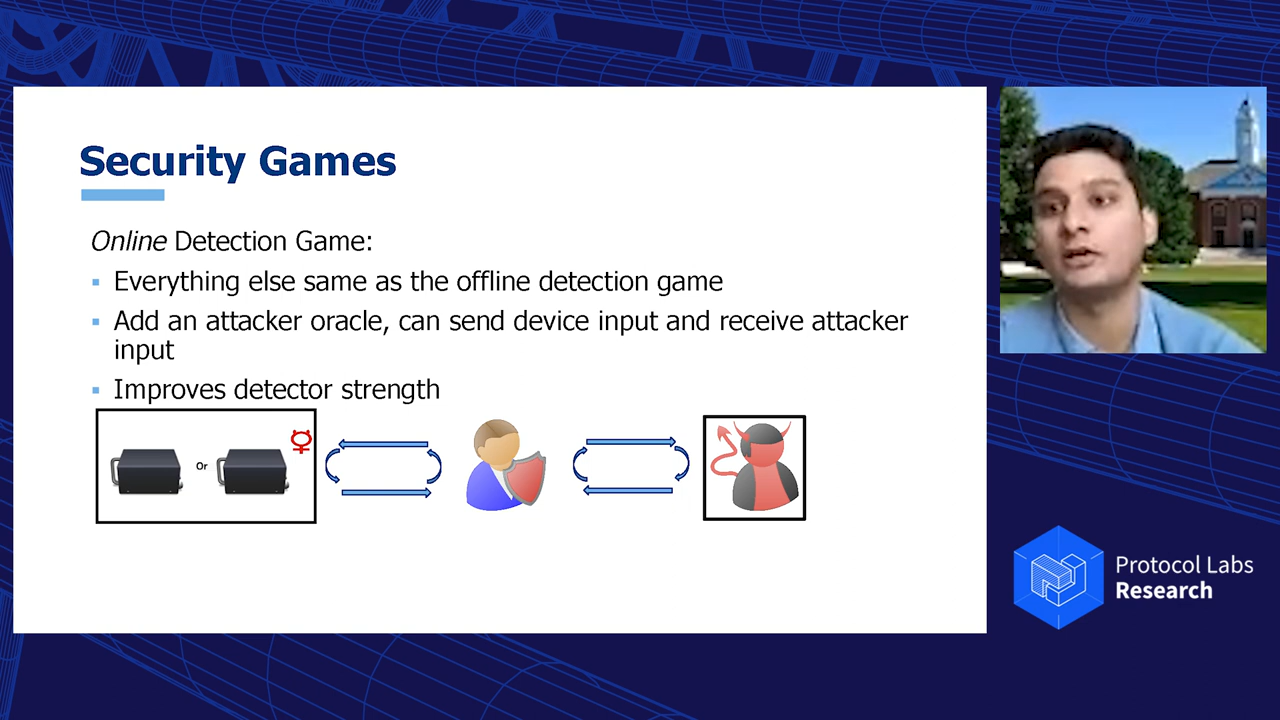 Security Games
Online Detection Game:
Everything else same as the offline detection game
Add an attacker oracle, can send device input and receive attacker
input
Improves detector strength
Or
Protocol Labs
Research